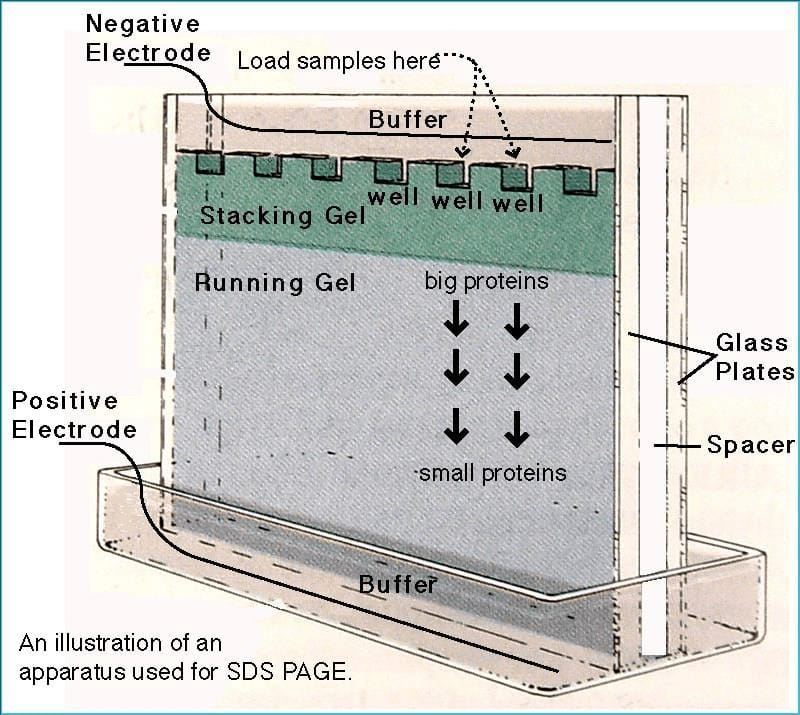 Negative
Electrode
Load samples here
Buffer
well well well
Stacking Gel
Running Gel
big proteins
Glass
Plates
Positive
Electrode
Spacer
small proteins
Buffer
An illustration of an
apparatus used for SDS PAGE.